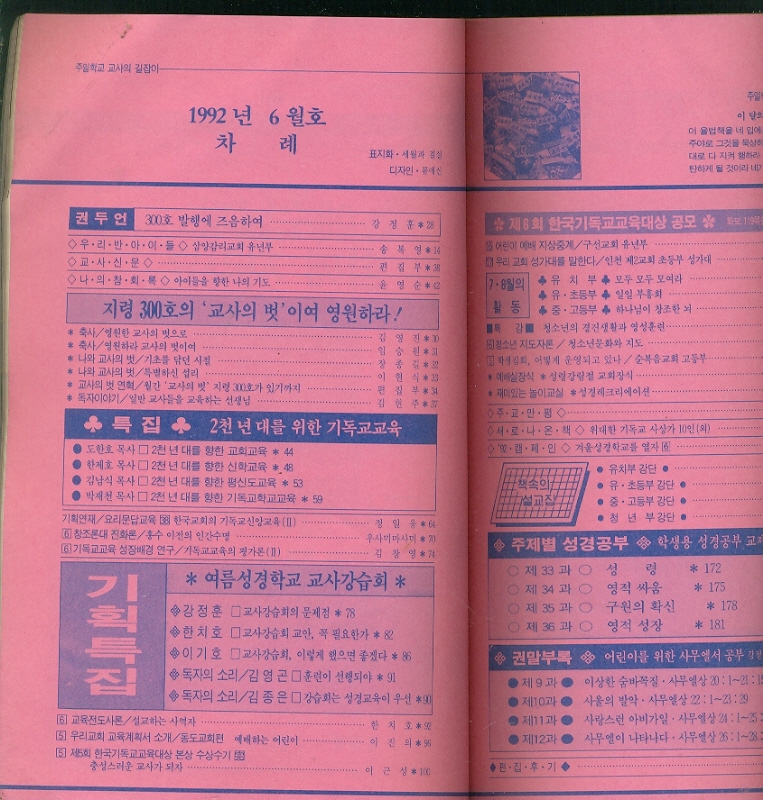 주일학교 교사의 길잡이
1992년 6월호
차 례
표지화·세월과 결실
디자인·
권두언 300호 발행에 즈음하여 강정훈*28
◇우·리·반·아·이·들◇ 삼양감리교회 유년부 송복영*14
◇교·사·신·문◇ 편집부*38
◇나·의·참·회·록◇ 아이들을 향한 나의 기도 윤영순*42
지령 300호의 '교사의 벗'이여 영원하라!
* 축사/영원한 교사의 벗으로 김영진*30
* 축시/영원하라 교사의 벗이여 임승원*31
* 나와 교사의 벗/기초를 닦던 시절 장종길*32
* 나와 교사의 벗/특별하신 섭리 이현식*33
* 교사의 벗 연혁/월간 '교사의 벗' 지령 300호가 있기까지 편집부*34
* 독자이야기/일반 교사들을 교육하는 선생님 김현주*37
♣ 특집 ♣ 2천년대를 위한 기독교교육
● 도한호 목사 □ 2천년대를 향한 교회교육 * 44
● 한제호 목사 □ 2천년대를 향한 신학교육 * 48
● 김남식 목사 □ 2천년대를 향한 평신도교육 * 53
● 박재천 목사 □ 2천년대를 향한 기독교학교교육 * 59
기획연재/요리문답교육 38 한국교회의 기독교신앙교육(Ⅱ) 정일웅*64
6 창조론대 진화론/홍수 이전의 인간수명 우사미마사미*70
6 기독교교육 성장배경 연구/기독교교육의 평가론(Ⅱ) 김창영*74
기획특집
* 여름성경학교 교사강습회 *
강정훈 □ 교사강습회의 문제점 * 78
한치호 □ 교사강습회 교안, 꼭 필요한가 * 82
이기호 □ 교사강습회, 이렇게 했으면 좋겠다 * 86
독자의 소리/김영곤 □ 훈련이 선행되야 * 91
독자의 소리/김종은 □ 강습회는 성경교육이 우선 *90
6 교육전도사론/설교하는 사역자 한치호*92
5 우리교회 교육계획서 소개/동도교회편 예배하는 어린이 이진의*96
5 제5회 한국기독교교육대상 본상 수상수기
충성스러운 교사가 되자 이근성*100
주일
이 달의
이 율법책을 네 입에
주야로 그것을 묵상하
대로 다 지켜 행하라
탄하게 될 것이라 네가
✽ 제6회 한국기독교교육대상 공모 ✽
어린이 예배 지상중계/구선교회 유년부
우리 교회 성가대를 말한다/인천 제2교회 초등부 성가대
7·8월의 활동
♣ 유 치 부 ♣ 모두 모두 모여라
♣ 유·초등부 ♣ 일일 부흥회
♣ 중·고등부 ♣ 하나님이 창조한 뇌
■ 특 강 ■ 청소년의 경건생활과 영성훈련
청소년 지도자론/청소년문화와 지도
학생회, 어떻게 운영되고 있나/순복음교회 고등부
* 예배실장식 * 성령강림절 교회장식
* 재미있는 놀이교실 * 성경레크리에이션
◇주·교·만·평◇
◇서·로·나·온·책◇ 위대한 기독교 사상가 10인(외)
◇'92·캠·페·인◇ 겨울성경학교를 열자 6
책속의 설교집
● 유치부 강단 ●
● 유·초등부 강단 ●
● 중·고등부 강단 ●
● 청 년 부 강단 ●
주제별 성경공부 학생용 성경공부 교재
○ 제33과 ○ 성 령 * 172
○ 제34과 ○ 영적 싸움 * 175
○ 제35과 ○ 구원의 확신 * 178
○ 제36과 ○ 영적 성장 * 181
권말부록 어린이를 위한 사무엘서 공부
● 제9과 ● 이상한 숨바꼭질·사무엘상 20:1~21:15
● 제10과 ● 사울의 발악·사무엘상 22:1~23:29
● 제11과 ● 사랑스런 아비가일·사무엘상 24:1~25:
● 제12과 ● 사무엘이 나타나다·사무엘상 26:1~28:
◆편·집·후·기◆